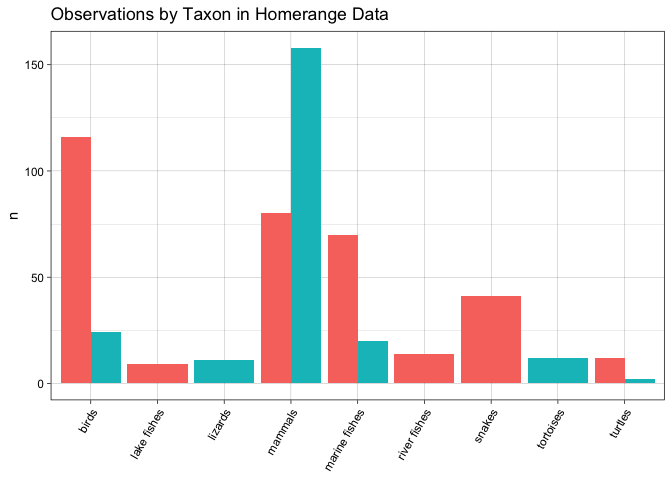 Observations by Taxon in Homerange Data
150
100
50
0
n
birds
lake fishes
lizards
mammals
marine fishes
river fishes
snakes
tortoises
turtles